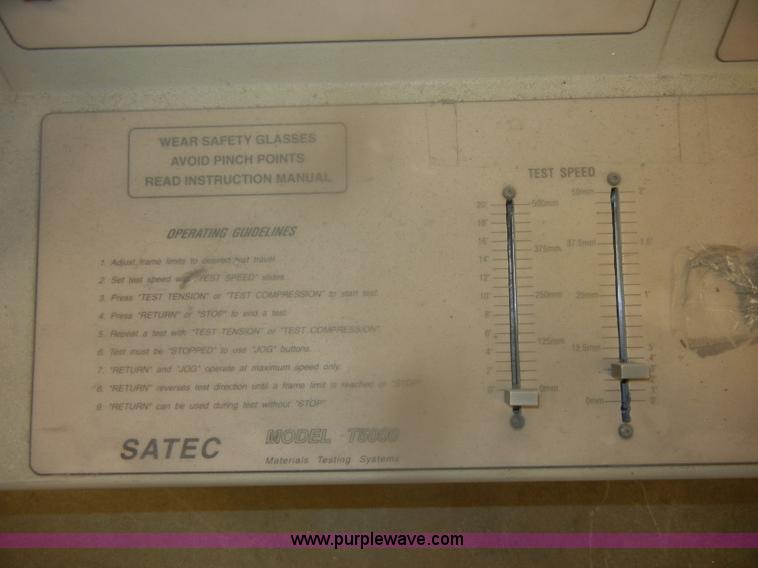 WEAR SAFETY GLASSES
AVOID PINCH POINTS
READ INSTRUCTION MANUAL
OPERATING GUIDELINES
1. Adjust frame limits to desired test travel.
2. Set test speed with "TEST SPEED" slides.
3. Press "TEST TENSION" or "TEST COMPRESSION" to start test.
4. Press "RETURN" or "STOP" to end a test.
5. Repeat a test with "TEST TENSION" or "TEST COMPRESSION".
6. Test must be "STOPPED" to use "JOG" buttons.
7. "RETURN" and "JOG" operate at maximum speed only.
8. "RETURN" reverses test direction until a frame limit is reached or "STOP".
9. "RETURN" can be used during test without "STOP".
SATEC MODEL T5000
Materials Testing Systems
TEST SPEED
20" 500mm
18"
16" 375mm
14"
12"
10" 250mm
8"
6" 125mm
4"
2"
0" 0mm
50mm 2"
37.5mm 1.5"
25mm 1"
12.5mm .5"
0mm 0"
www.purplewave.com